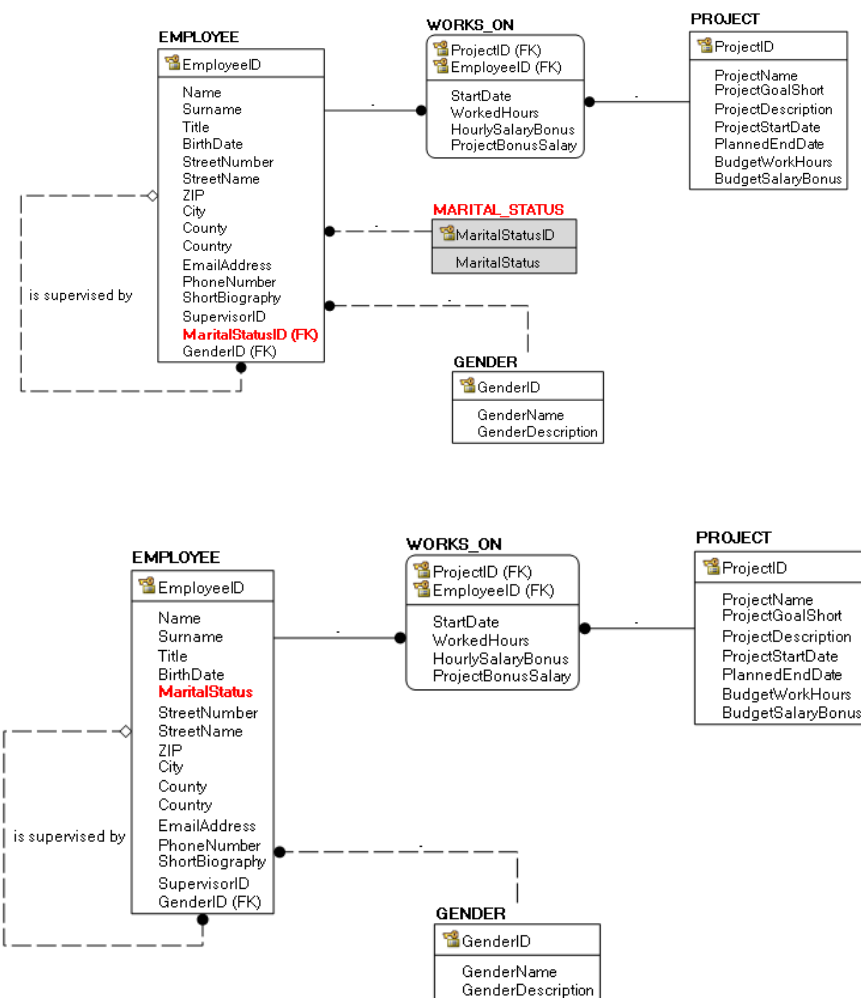 EMPLOYEE
EmployeeID
Name
Surname
Title
BirthDate
StreetNumber
StreetName
ZIP
City
County
Country
EmailAddress
PhoneNumber
ShortBiography
SupervisorID
MaritalStatusID (FK)
GenderID (FK)
is supervised by
WORKS_ON
ProjectID (FK)
EmployeeID (FK)
StartDate
WorkedHours
HourlySalaryBonus
ProjectBonusSalary
PROJECT
ProjectID
ProjectName
ProjectGoalShort
ProjectDescription
ProjectStartDate
PlannedEndDate
BudgetWorkHours
BudgetSalaryBonus
MARITAL_STATUS
MaritalStatusID
MaritalStatus
GENDER
GenderID
GenderName
GenderDescription
EMPLOYEE
EmployeeID
Name
Surname
Title
BirthDate
MaritalStatus
StreetNumber
StreetName
ZIP
City
County
Country
EmailAddress
PhoneNumber
ShortBiography
SupervisorID
GenderID (FK)
is supervised by
WORKS_ON
ProjectID (FK)
EmployeeID (FK)
StartDate
WorkedHours
HourlySalaryBonus
ProjectBonusSalary
PROJECT
ProjectID
ProjectName
ProjectGoalShort
ProjectDescription
ProjectStartDate
PlannedEndDate
BudgetWorkHours
BudgetSalaryBonus
GENDER
GenderID
GenderName
GenderDescription